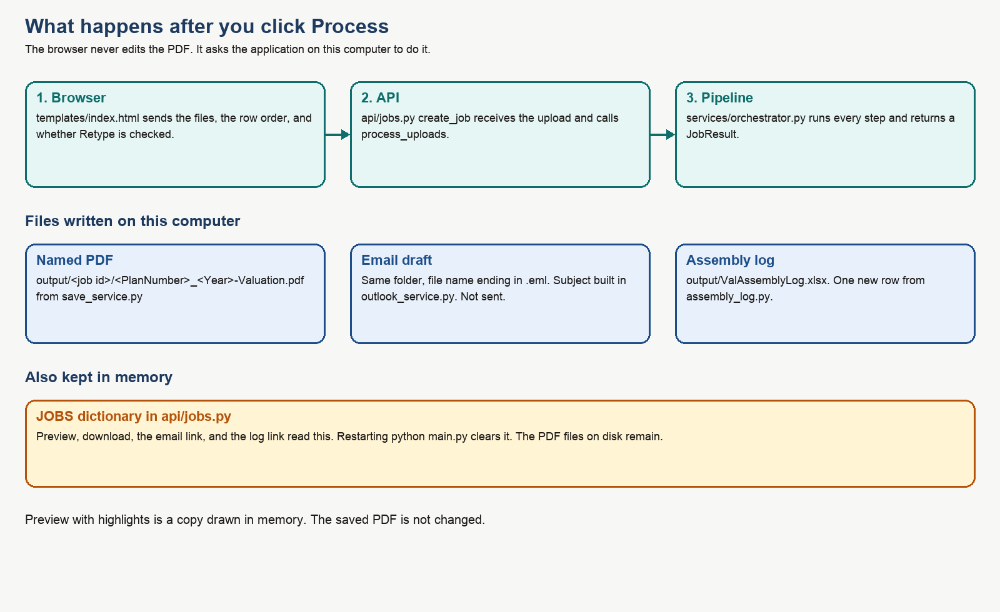 What happens after you click Process
The browser never edits the PDF. It asks the application on this computer to do it.
1. Browser
templates/index.html sends the files, the row order, and
whether Retype is checked.
2. API
api/jobs.py create_job receives the upload and calls
process_uploads.
3. Pipeline
services/orchestrator.py runs every step and returns a
JobResult.
Files written on this computer
Named PDF
output/<job id>/<PlanNumber>_<Year>-Valuation.pdf
from save_service.py
Email draft
Same folder, file name ending in .eml. Subject built in
outlook_service.py. Not sent.
Assembly log
output/ValAssemblyLog.xlsx. One new row from
assembly_log.py.
Also kept in memory
JOBS dictionary in api/jobs.py
Preview, download, the email link, and the log link read this. Restarting python main.py clears it. The PDF files on disk remain.
Preview with highlights is a copy drawn in memory. The saved PDF is not changed.